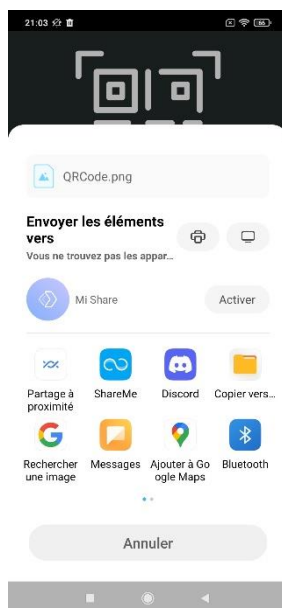 21:03
66
QRCode.png
Envoyer les éléments
vers
Vous ne trouvez pas les appar...
Mi Share
Activer
Partage à
proximité
ShareMe
Discord
Copier vers...
Rechercher
une image
Messages
Ajouter à Go
ogle Maps
Bluetooth
Annuler